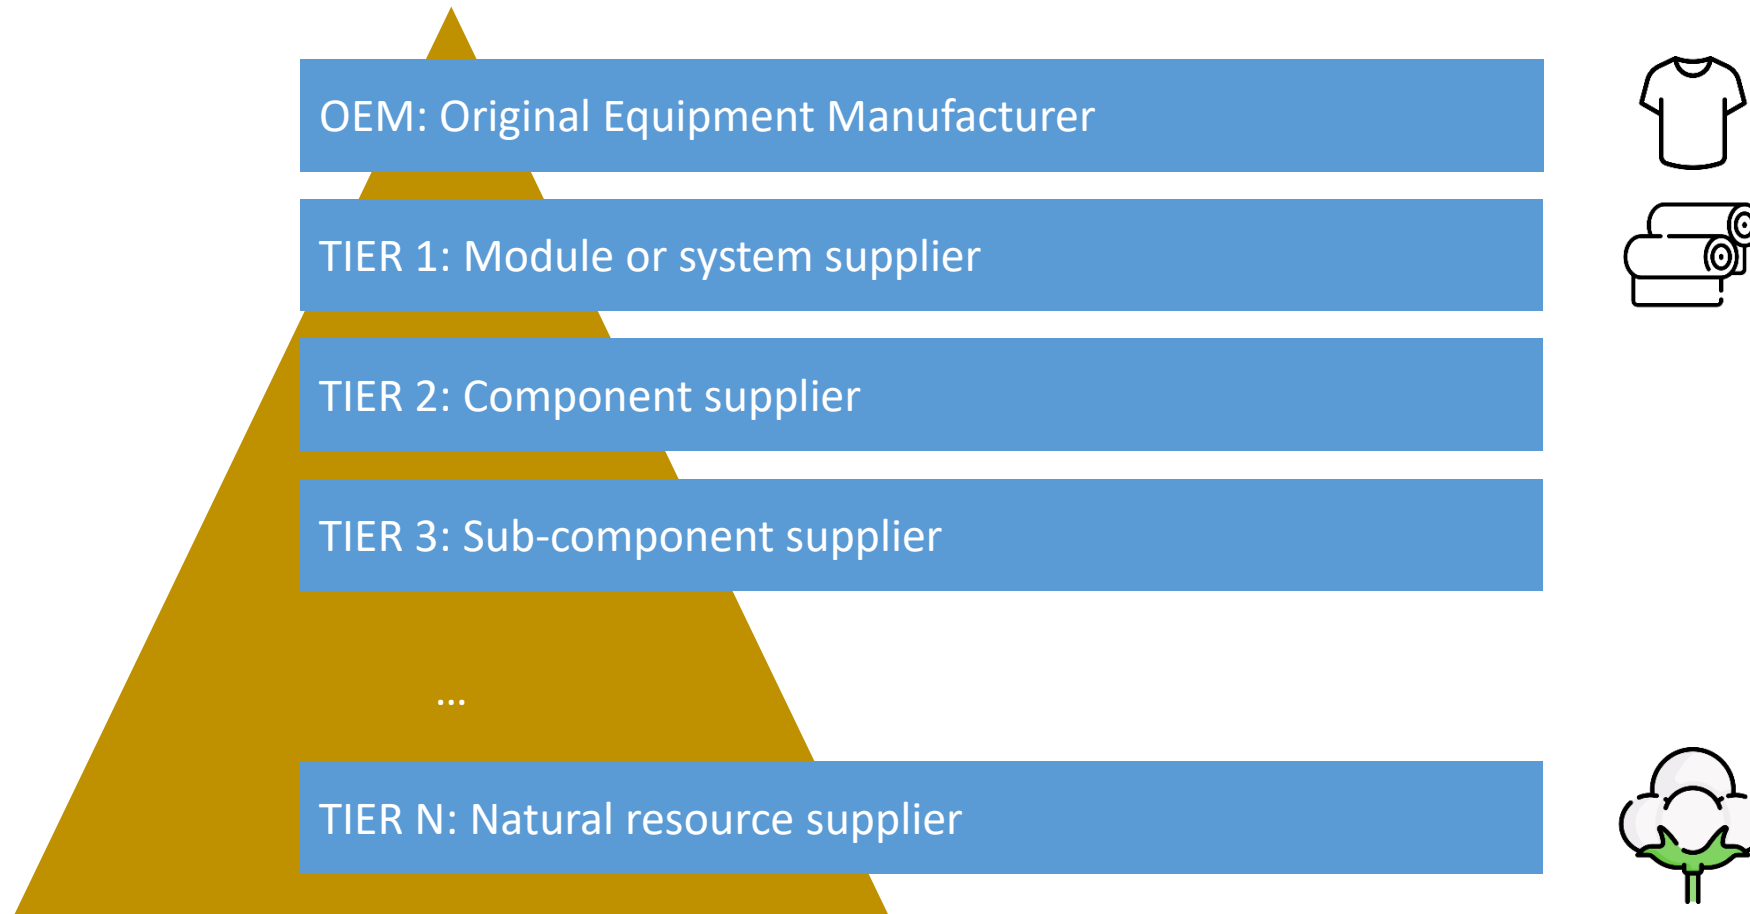 OEM: Original Equipment Manufacturer
TIER 1: Module or system supplier
TIER 2: Component supplier
TIER 3: Sub-component supplier
...
TIER N: Natural resource supplier